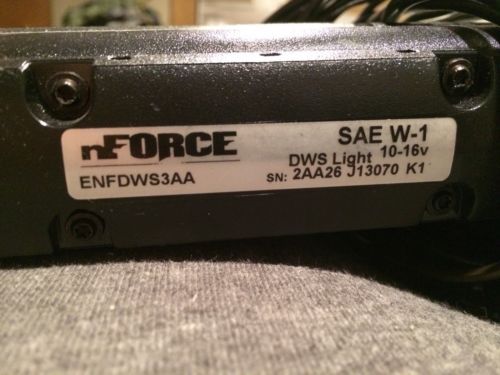 nFORCE
SAE W-1
DWS Light 10-16v
ENFDWS3AA
SN: 2AA26 J13070 K1